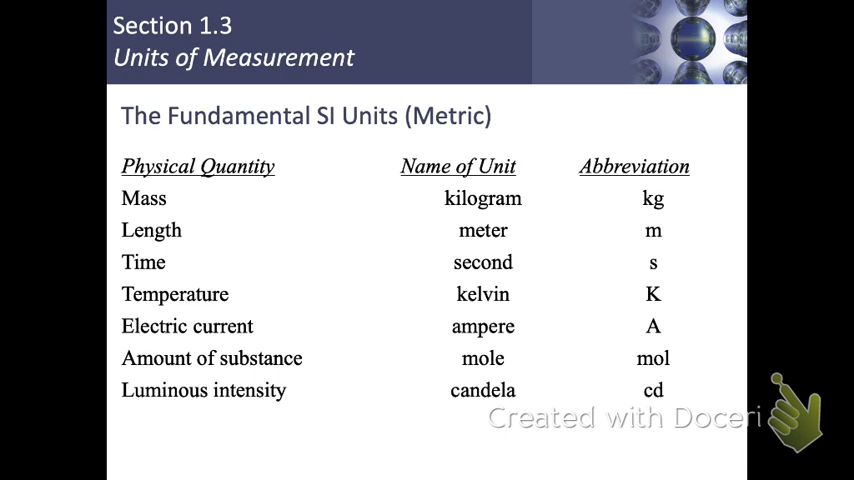 Section 1.3
Units of Measurement
The Fundamental SI Units (Metric)
Physical Quantity Name of Unit Abbreviation
Mass kilogram kg
Length meter m
Time second s
Temperature kelvin K
Electric current ampere A
Amount of substance mole mol
Luminous intensity candela cd
Created with Doceri